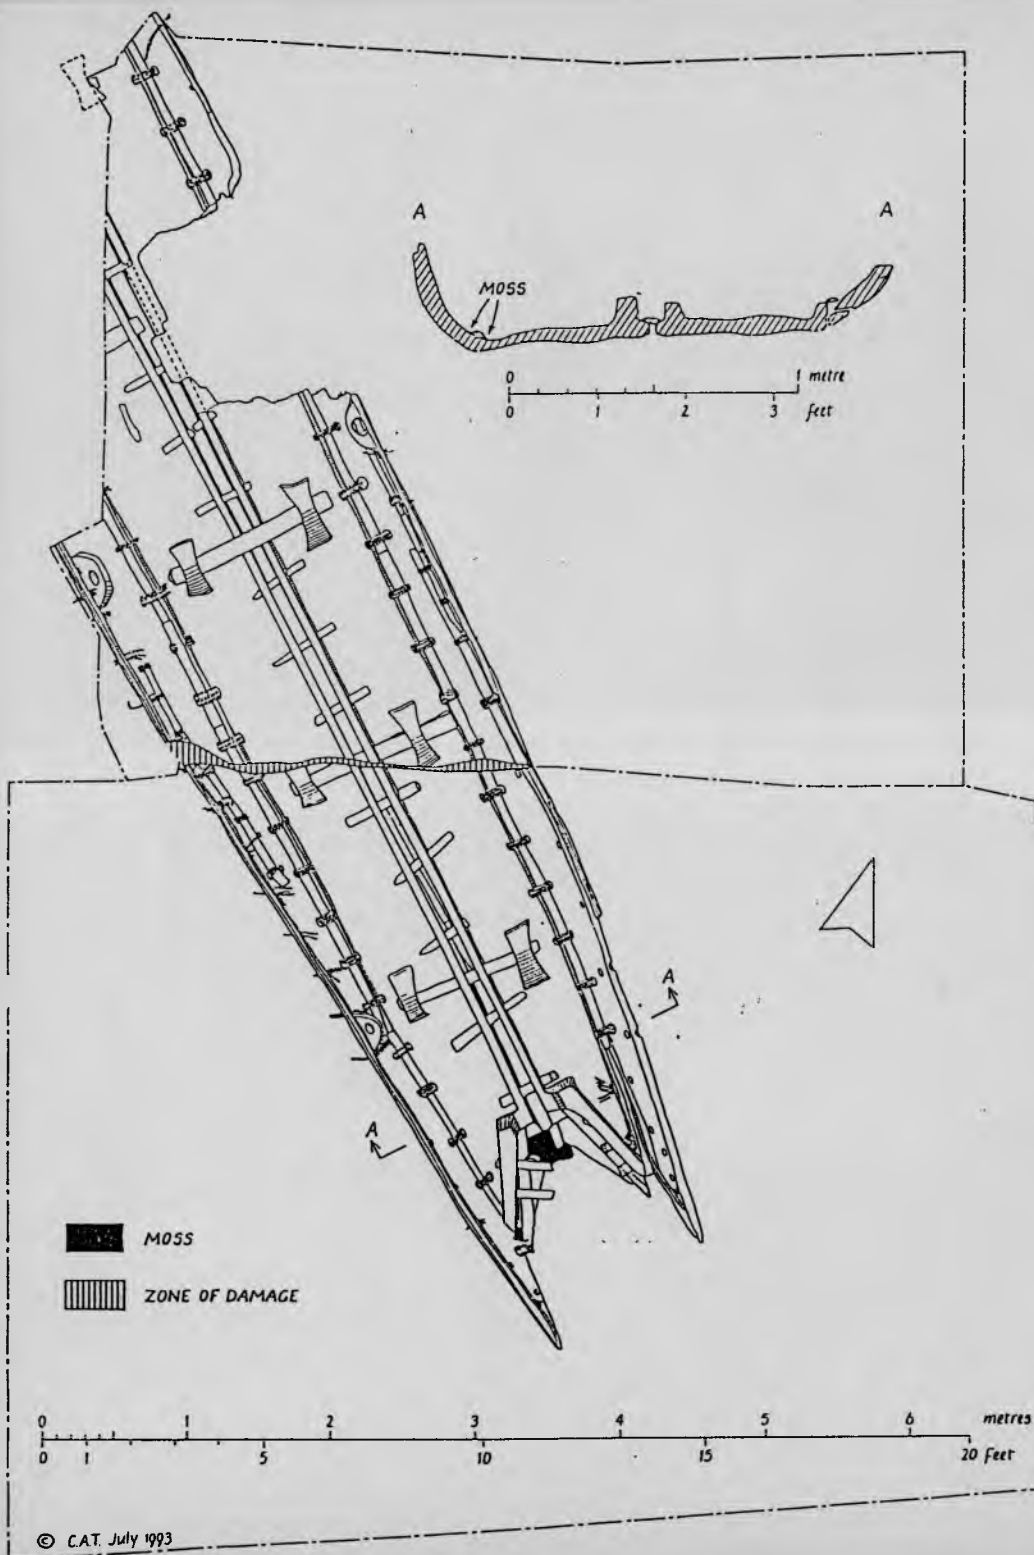 A A
MOSS
0 1 metre
0 1 2 3 feet
A
A
MOSS
ZONE OF DAMAGE
0 1 2 3 4 5 6 metres
0 1 5 10 15 20 feet
© C.A.T. July 1993